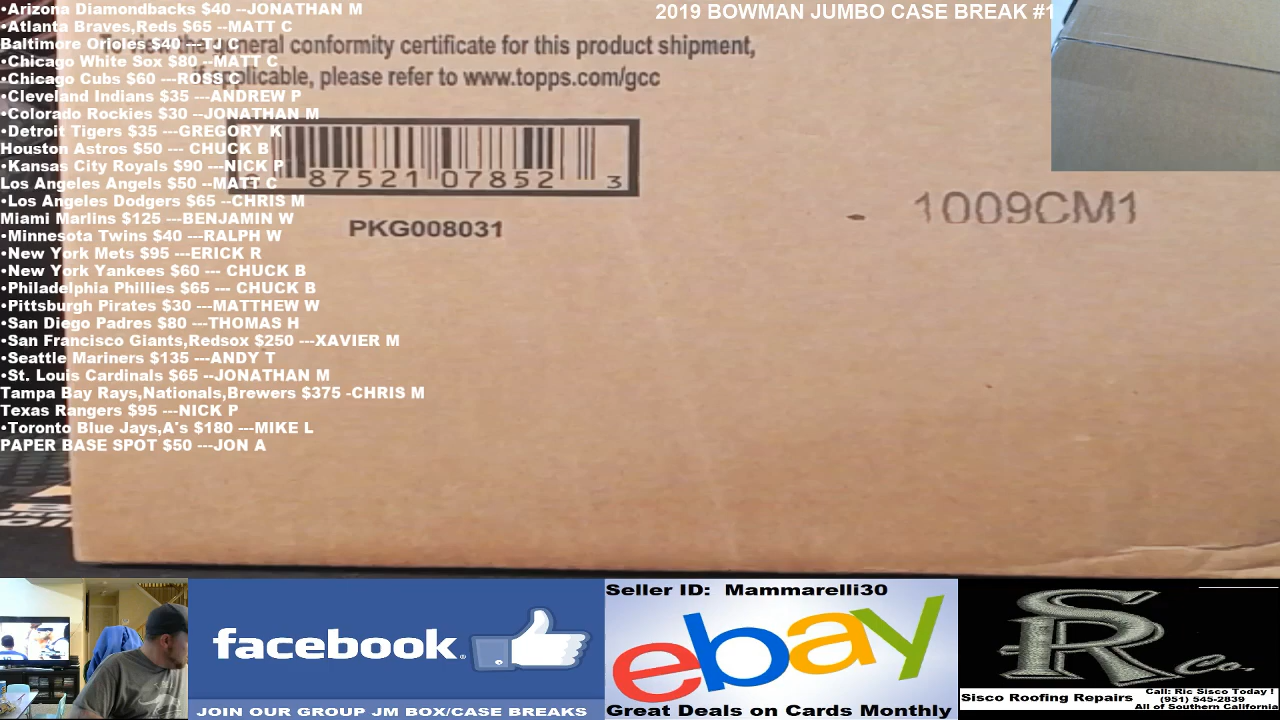 2019 BOWMAN JUMBO CASE BREAK #1
•Arizona Diamondbacks $40 --JONATHAN M
•Atlanta Braves,Reds $65 --MATT C
Baltimore Orioles $40 ---TJ C
•Chicago White Sox $80 --MATT C
•Chicago Cubs $60 ---ROSS C
•Cleveland Indians $35 ---ANDREW P
•Colorado Rockies $30 --JONATHAN M
•Detroit Tigers $35 ---GREGORY K
Houston Astros $50 --- CHUCK B
•Kansas City Royals $90 ---NICK P
Los Angeles Angels $50 --MATT C
•Los Angeles Dodgers $65 --CHRIS M
Miami Marlins $125 ---BENJAMIN W
•Minnesota Twins $40 ---RALPH W
•New York Mets $95 ---ERICK R
•New York Yankees $60 --- CHUCK B
•Philadelphia Phillies $65 --- CHUCK B
•Pittsburgh Pirates $30 ---MATTHEW W
•San Diego Padres $80 ---THOMAS H
•San Francisco Giants,Redsox $250 ---XAVIER M
•Seattle Mariners $135 ---ANDY T
•St. Louis Cardinals $65 --JONATHAN M
Tampa Bay Rays,Nationals,Brewers $375 -CHRIS M
Texas Rangers $95 ---NICK P
•Toronto Blue Jays,A's $180 ---MIKE L
PAPER BASE SPOT $50 ---JON A
general conformity certificate for this product shipment,
applicable, please refer to www.topps.com/gcc
87521 07852 3
PKG008031
1009CM1
facebook
JOIN OUR GROUP JM BOX/CASE BREAKS
Seller ID: Mammarelli30
ebay
Great Deals on Cards Monthly
SR Co.
Sisco Roofing Repairs
Call: Ric Sisco Today !
(951) 545-2839
All of Southern California